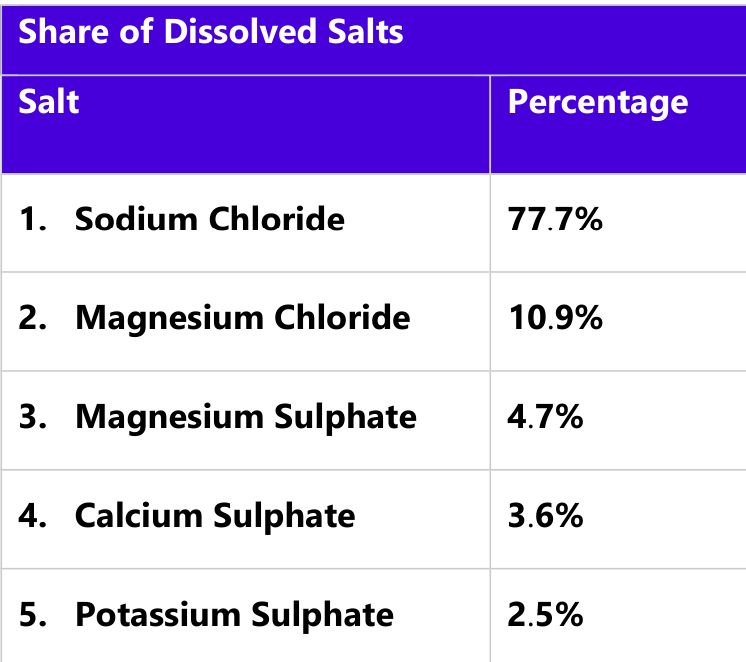 Share of Dissolved Salts
Salt Percentage
1. Sodium Chloride 77.7%
2. Magnesium Chloride 10.9%
3. Magnesium Sulphate 4.7%
4. Calcium Sulphate 3.6%
5. Potassium Sulphate 2.5%